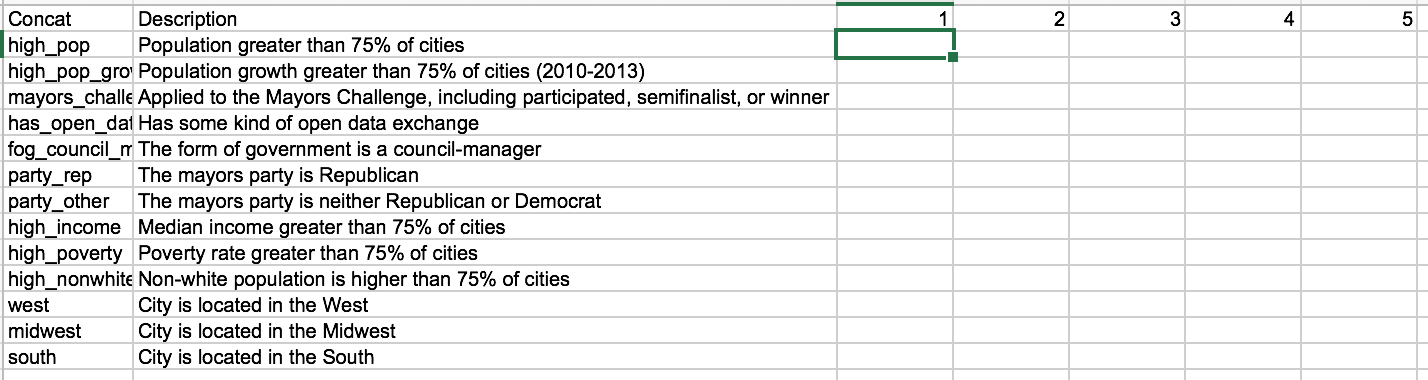 Concat Description 1 2 3 4 5
high_pop Population greater than 75% of cities
high_pop_grov Population growth greater than 75% of cities (2010-2013)
mayors_challe Applied to the Mayors Challenge, including participated, semifinalist, or winner
has_open_dat Has some kind of open data exchange
fog_council_m The form of government is a council-manager
party_rep The mayors party is Republican
party_other The mayors party is neither Republican or Democrat
high_income Median income greater than 75% of cities
high_poverty Poverty rate greater than 75% of cities
high_nonwhite Non-white population is higher than 75% of cities
west City is located in the West
midwest City is located in the Midwest
south City is located in the South